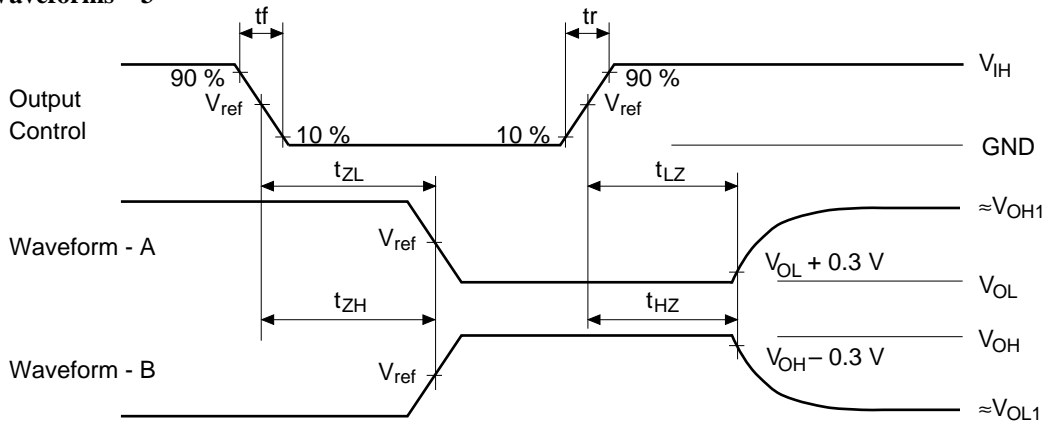 Waveforms – 3
tf
tr
90 %
90 %
VIH
Output
Control
Vref
Vref
10 %
10 %
GND
tZL
tLZ
≈VOH1
Waveform - A
Vref
VOL + 0.3 V
VOL
tZH
tHZ
VOH
VOH – 0.3 V
Waveform - B
Vref
≈VOL1